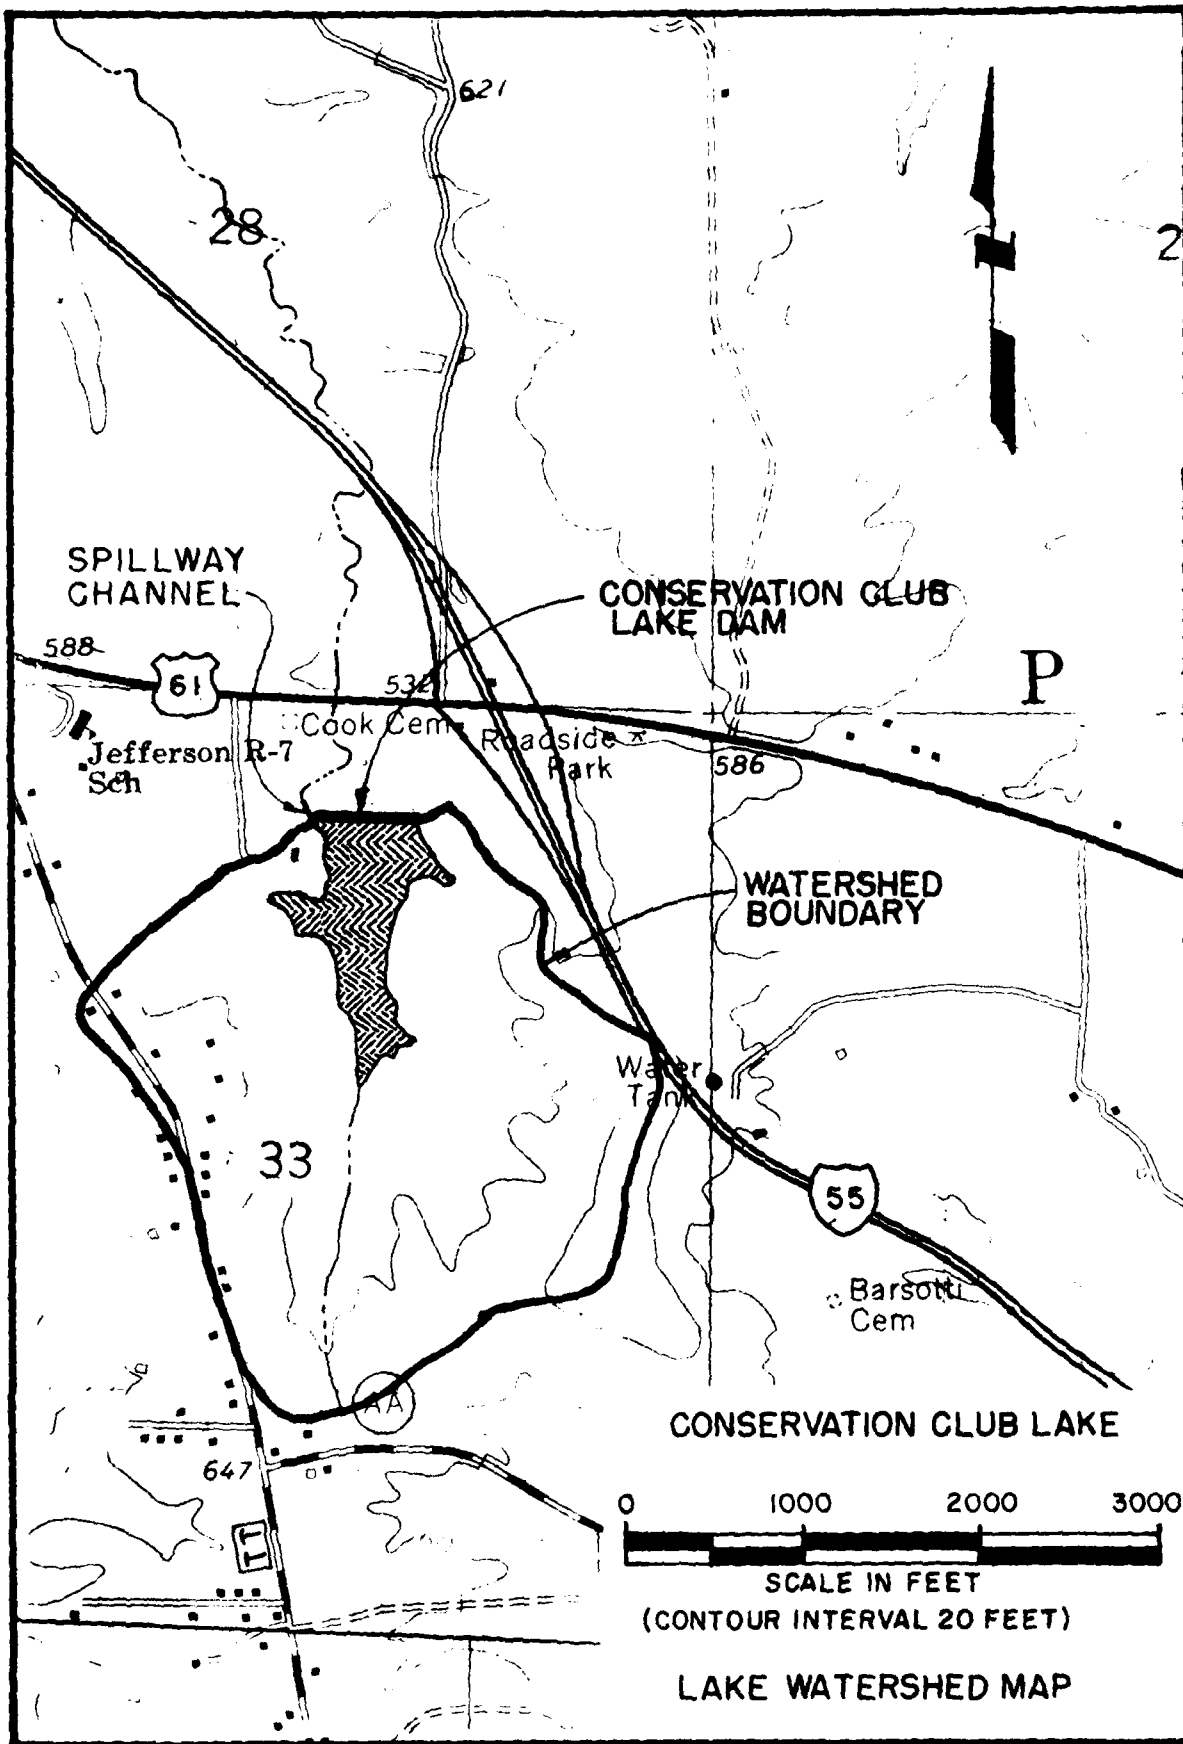 621
28
2
N
SPILLWAY
CHANNEL
CONSERVATION CLUB
LAKE DAM
588
61
532
P
Cook Cem
Roadside
Park
586
Jefferson R-7
Sch
WATERSHED
BOUNDARY
Water
Tank
33
55
Barsotti
Cem
AA
CONSERVATION CLUB LAKE
647
0 1000 2000 3000
TT
SCALE IN FEET
(CONTOUR INTERVAL 20 FEET)
LAKE WATERSHED MAP